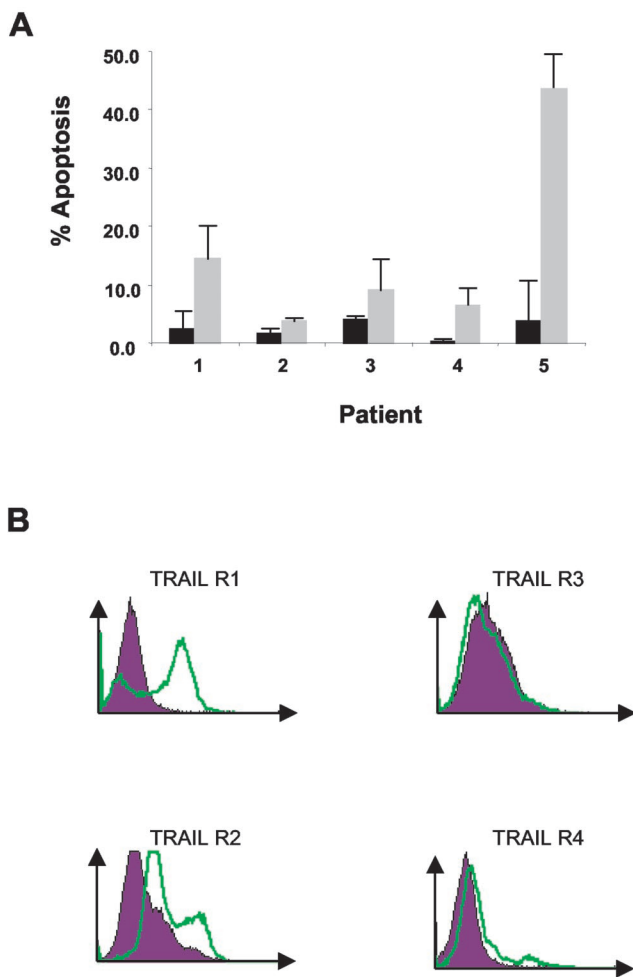 A
% Apoptosis
50.0
40.0
30.0
20.0
10.0
0.0
1 2 3 4 5
Patient
B
TRAIL R1
TRAIL R3
TRAIL R2
TRAIL R4